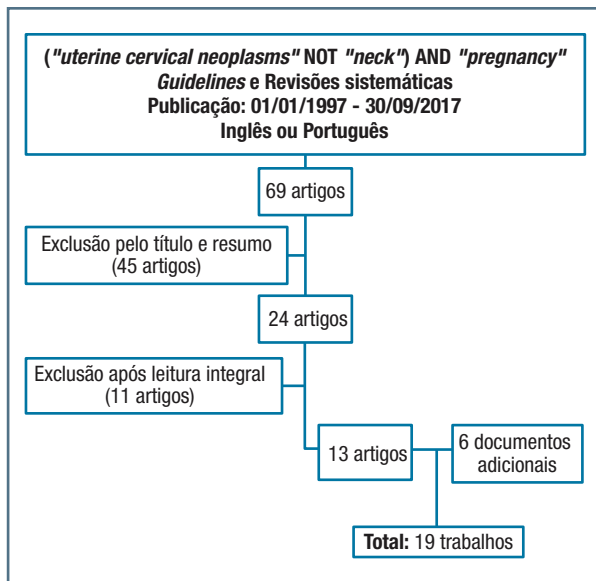 ("uterine cervical neoplasms" NOT "neck") AND "pregnancy"
Guidelines e Revisões sistemáticas
Publicação: 01/01/1997 - 30/09/2017
Inglês ou Português
69 artigos
Exclusão pelo título e resumo
(45 artigos)
24 artigos
Exclusão após leitura integral
(11 artigos)
13 artigos
6 documentos
adicionais
Total: 19 trabalhos